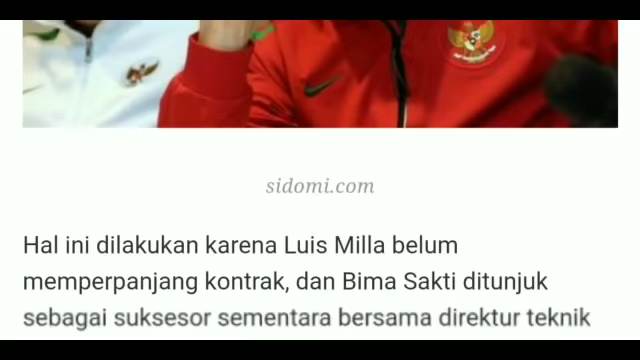 sidomi.com
Hal ini dilakukan karena Luis Milla belum
memperpanjang kontrak, dan Bima Sakti ditunjuk
sebagai suksesor sementara bersama direktur teknik